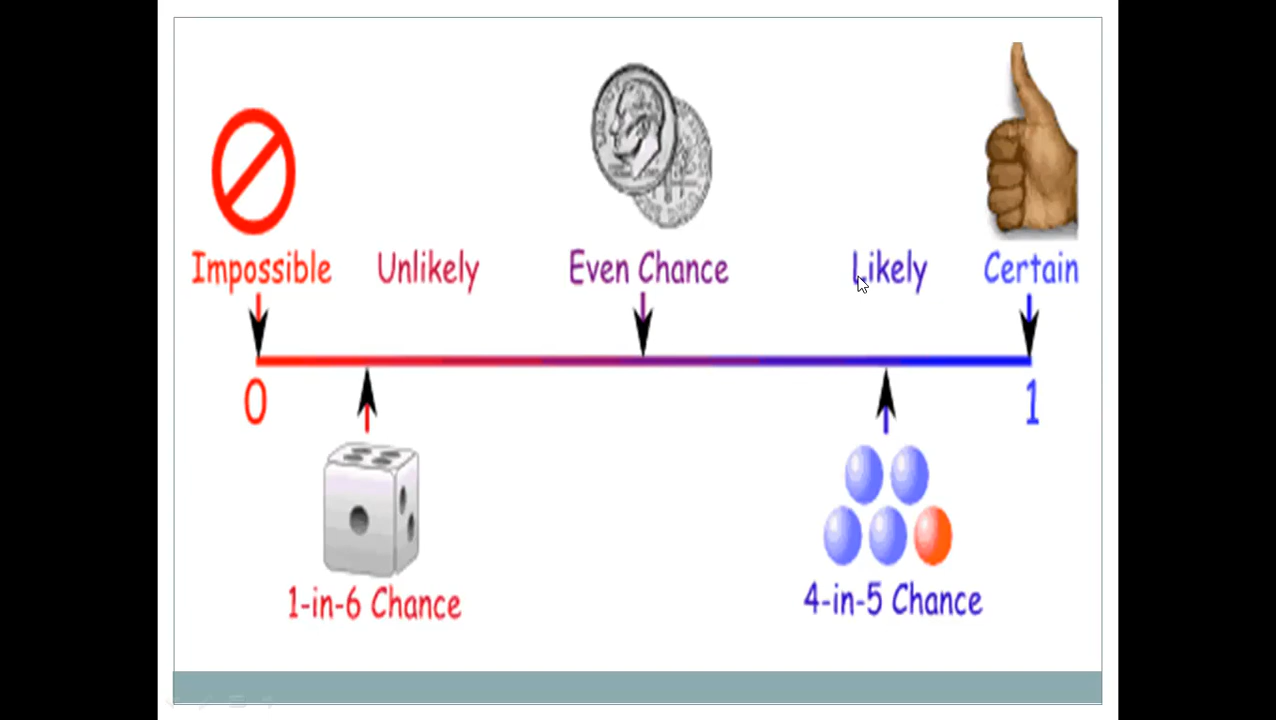 Impossible
Unlikely
Even Chance
Likely
Certain
0
1
1-in-6 Chance
4-in-5 Chance